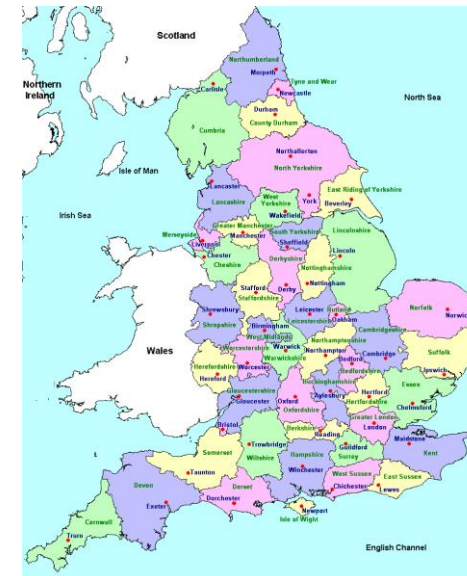 Scotland
Northumberland
Morpeth
Tyne and Wear
Newcastle
Carlisle
Northern
Ireland
North Sea
Durham
County Durham
Cumbria
Northallerton
North Yorkshire
Isle of Man
Lancaster
East Riding of Yorkshire
York
Beverley
Lancashire
West
Yorkshire
Wakefield
Irish Sea
Greater Manchester
Manchester
South Yorkshire
Sheffield
Lincolnshire
Merseyside
Liverpool
Chester
Cheshire
Derbyshire
Lincoln
Nottinghamshire
Nottingham
Stafford
Staffordshire
Derby
Norfolk
Norwic
Shrewsbury
Shropshire
Leicester
Leicestershire
Rutland
Oakham
Cambridgeshire
Birmingham
West Midlands
Northamptonshire
Wales
Warwick
Warwickshire
Northampton
Suffolk
Worcestershire
Worcester
Cambridge
Bedford
Bedfordshire
Ipswich
Herefordshire
Hereford
Buckinghamshire
Aylesbury
Hertford
Hertfordshire
Essex
Chelmsford
Gloucestershire
Gloucester
Oxford
Oxfordshire
Greater London
London
Bristol
Berkshire
Reading
Maidstone
Kent
Trowbridge
Wiltshire
Somerset
Guildford
Surrey
Hampshire
Winchester
Taunton
West Sussex
Chichester
East Sussex
Lewes
Devon
Exeter
Dorset
Dorchester
Newport
Isle of Wight
Cornwall
Truro
English Channel
L